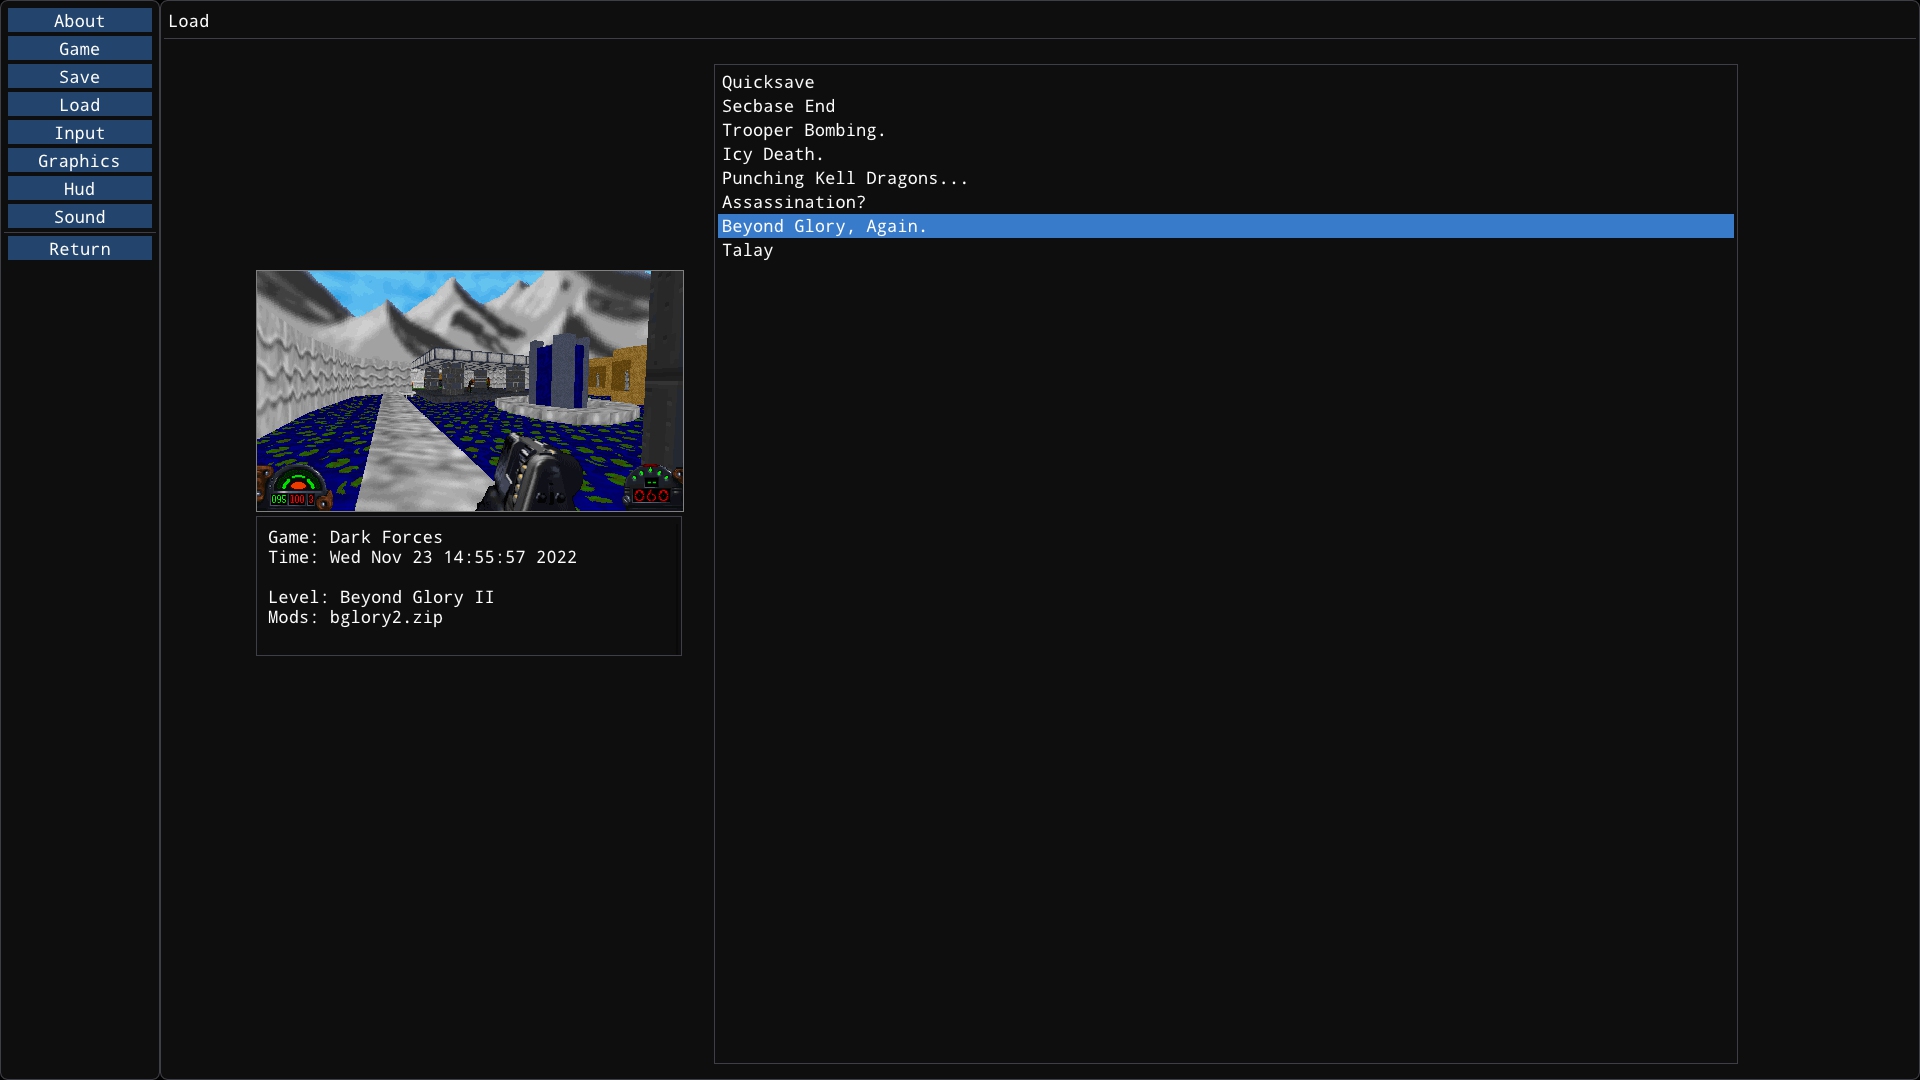 About
Game
Save
Load
Input
Graphics
Hud
Sound
Return
Load
Quicksave
Secbase End
Trooper Bombing.
Icy Death.
Punching Kell Dragons...
Assassination?
Beyond Glory, Again.
Talay
095 100 3
060
Game: Dark Forces
Time: Wed Nov 23 14:55:57 2022
Level: Beyond Glory II
Mods: bglory2.zip